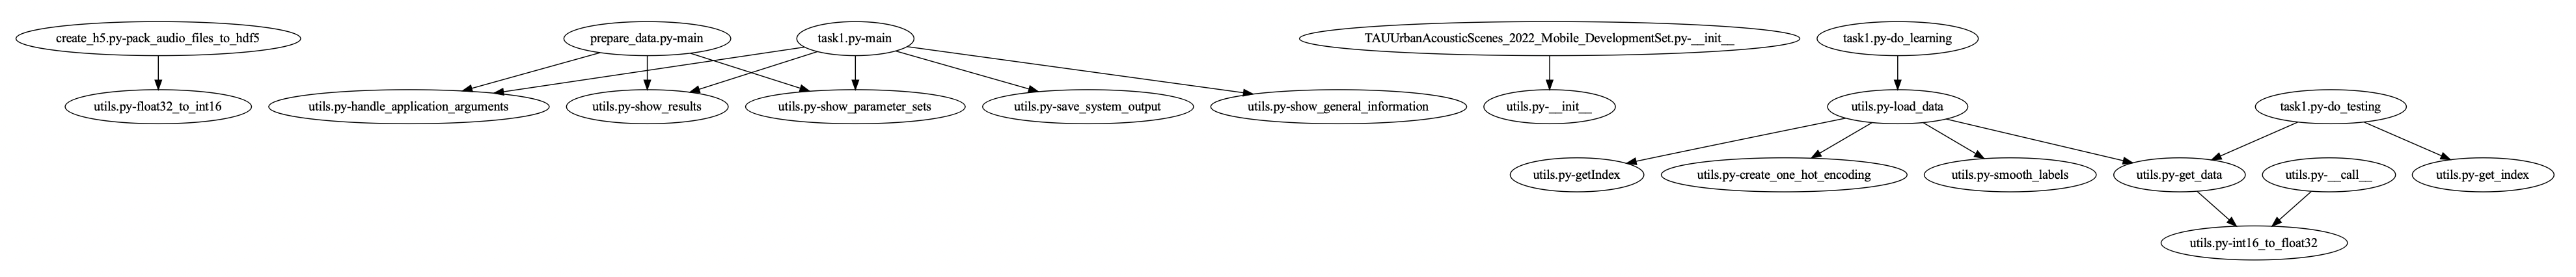 create_h5.py-pack_audio_files_to_hdf5
prepare_data.py-main
task1.py-main
TAUUrbanAcousticScenes_2022_Mobile_DevelopmentSet.py-__init__
task1.py-do_learning
utils.py-float32_to_int16
utils.py-handle_application_arguments
utils.py-show_results
utils.py-show_parameter_sets
utils.py-save_system_output
utils.py-show_general_information
utils.py-__init__
utils.py-load_data
task1.py-do_testing
utils.py-getIndex
utils.py-create_one_hot_encoding
utils.py-smooth_labels
utils.py-get_data
utils.py-__call__
utils.py-get_index
utils.py-int16_to_float32